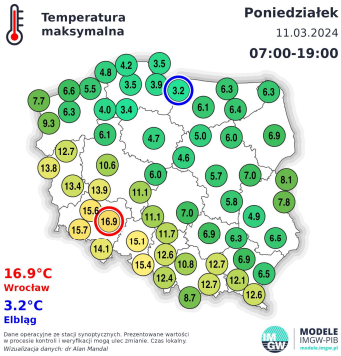 Temperatura
maksymalna
Poniedziałek
11.03.2024
07:00-19:00
4.8 4.2 3.5
7.7 6.6 5.5 3.5 3.9 3.2 6.3 6.3
9.3 6.3 4.0 3.4 6.1 6.4
6.1 4.7 5.0 6.0 6.9
12.7 4.6
13.8 10.6 6.0 5.7 7.0 8.1
13.4 13.9 11.1 5.8 7.8
15.6 16.9 11.1 7.0 4.9
15.7 11.7 6.9 6.3 6.6
14.1 15.1 12.6 6.9
15.4 10.8 12.7 6.5
12.4 12.7 12.1 12.6
8.7
16.9°C
Wrocław
3.2°C
Elbląg
Dane operacyjne ze stacji synoptycznych. Prezentowane wartości
w procesie kontroli i weryfikacji mogą ulec zmianie. Czas lokalny.
Wizualizacja danych: dr Alan Mandal
IM
GW
MODELE
IMGW-PIB
modele.imgw.pl